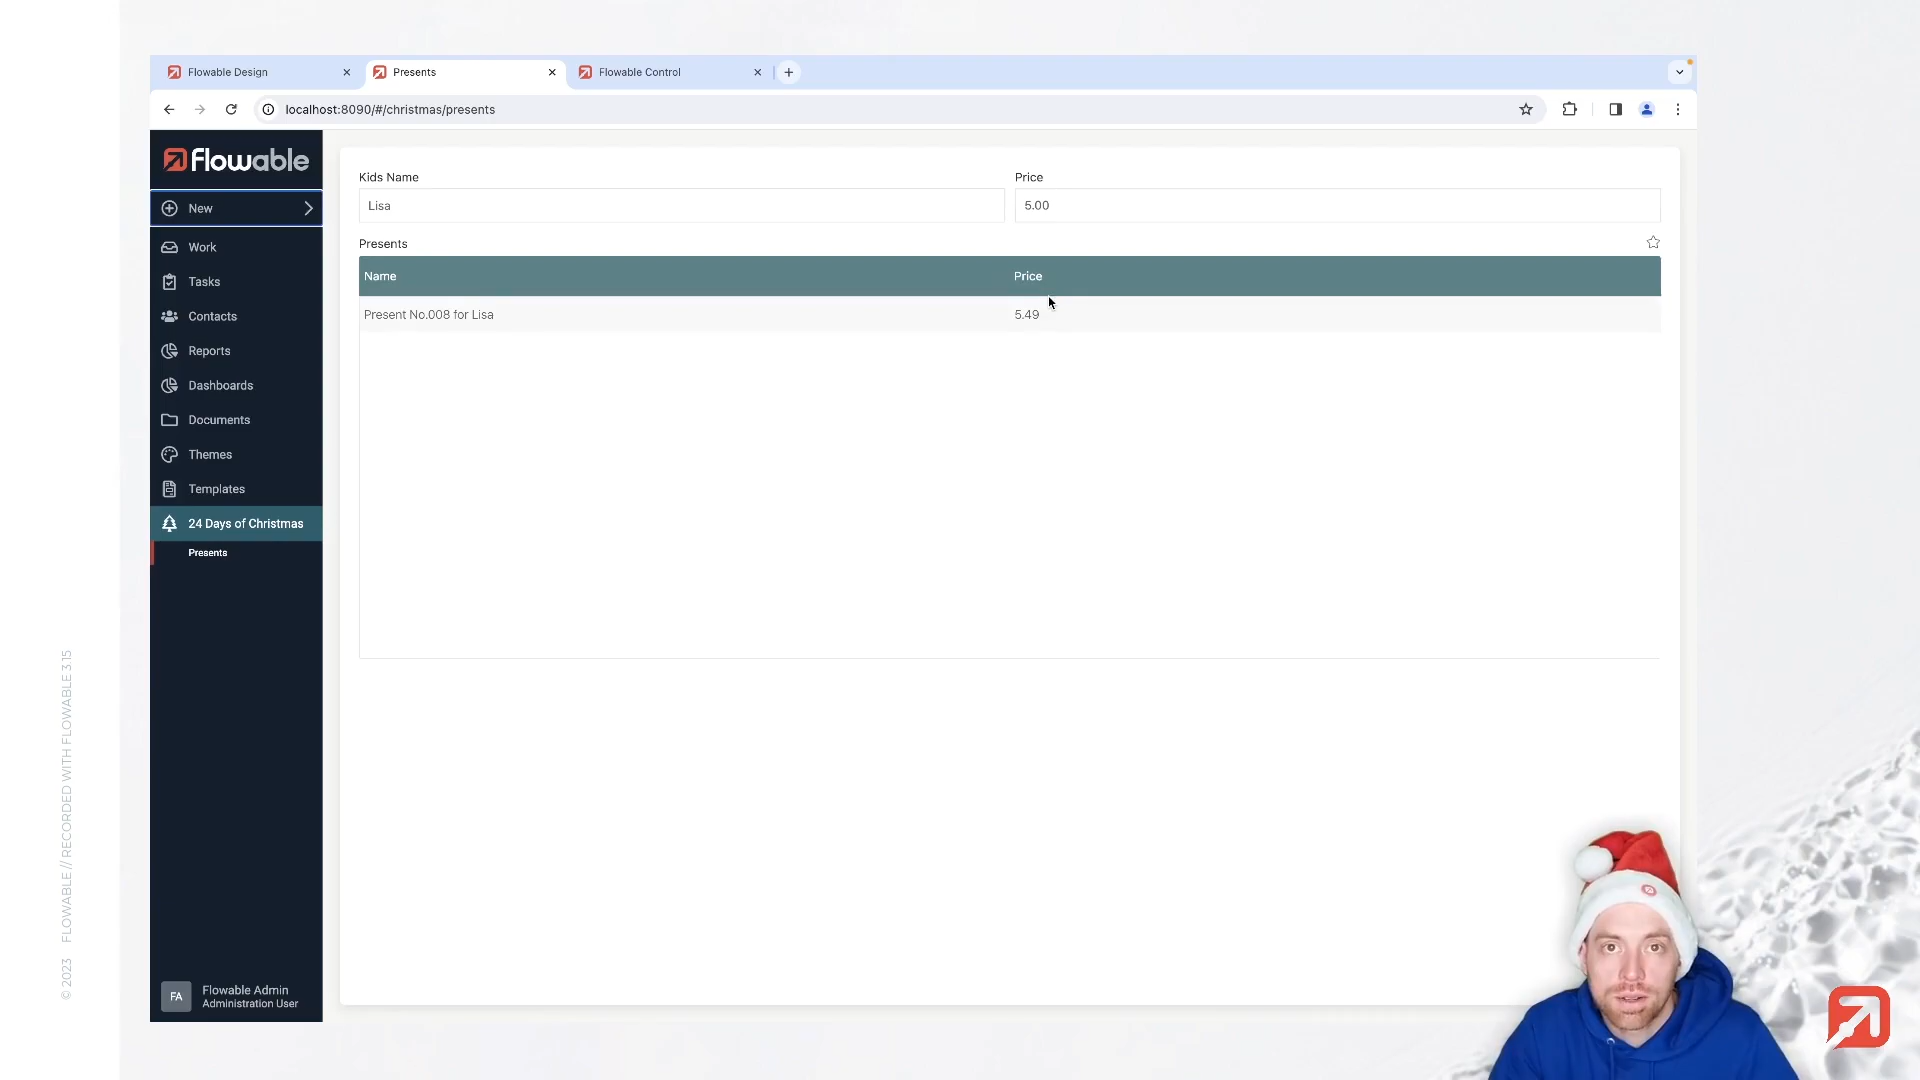 Flowable Design
Presents
Flowable Control
localhost:8090/#/christmas/presents
Flowable
New
Work
Tasks
Contacts
Reports
Dashboards
Documents
Themes
Templates
24 Days of Christmas
Presents
FA
Flowable Admin
Administration User
Kids Name
Price
Lisa
5.00
Presents
Name Price
Present No.008 for Lisa 5.49
© 2023 FLOWABLE // RECORDED WITH FLOWABLE 3.15